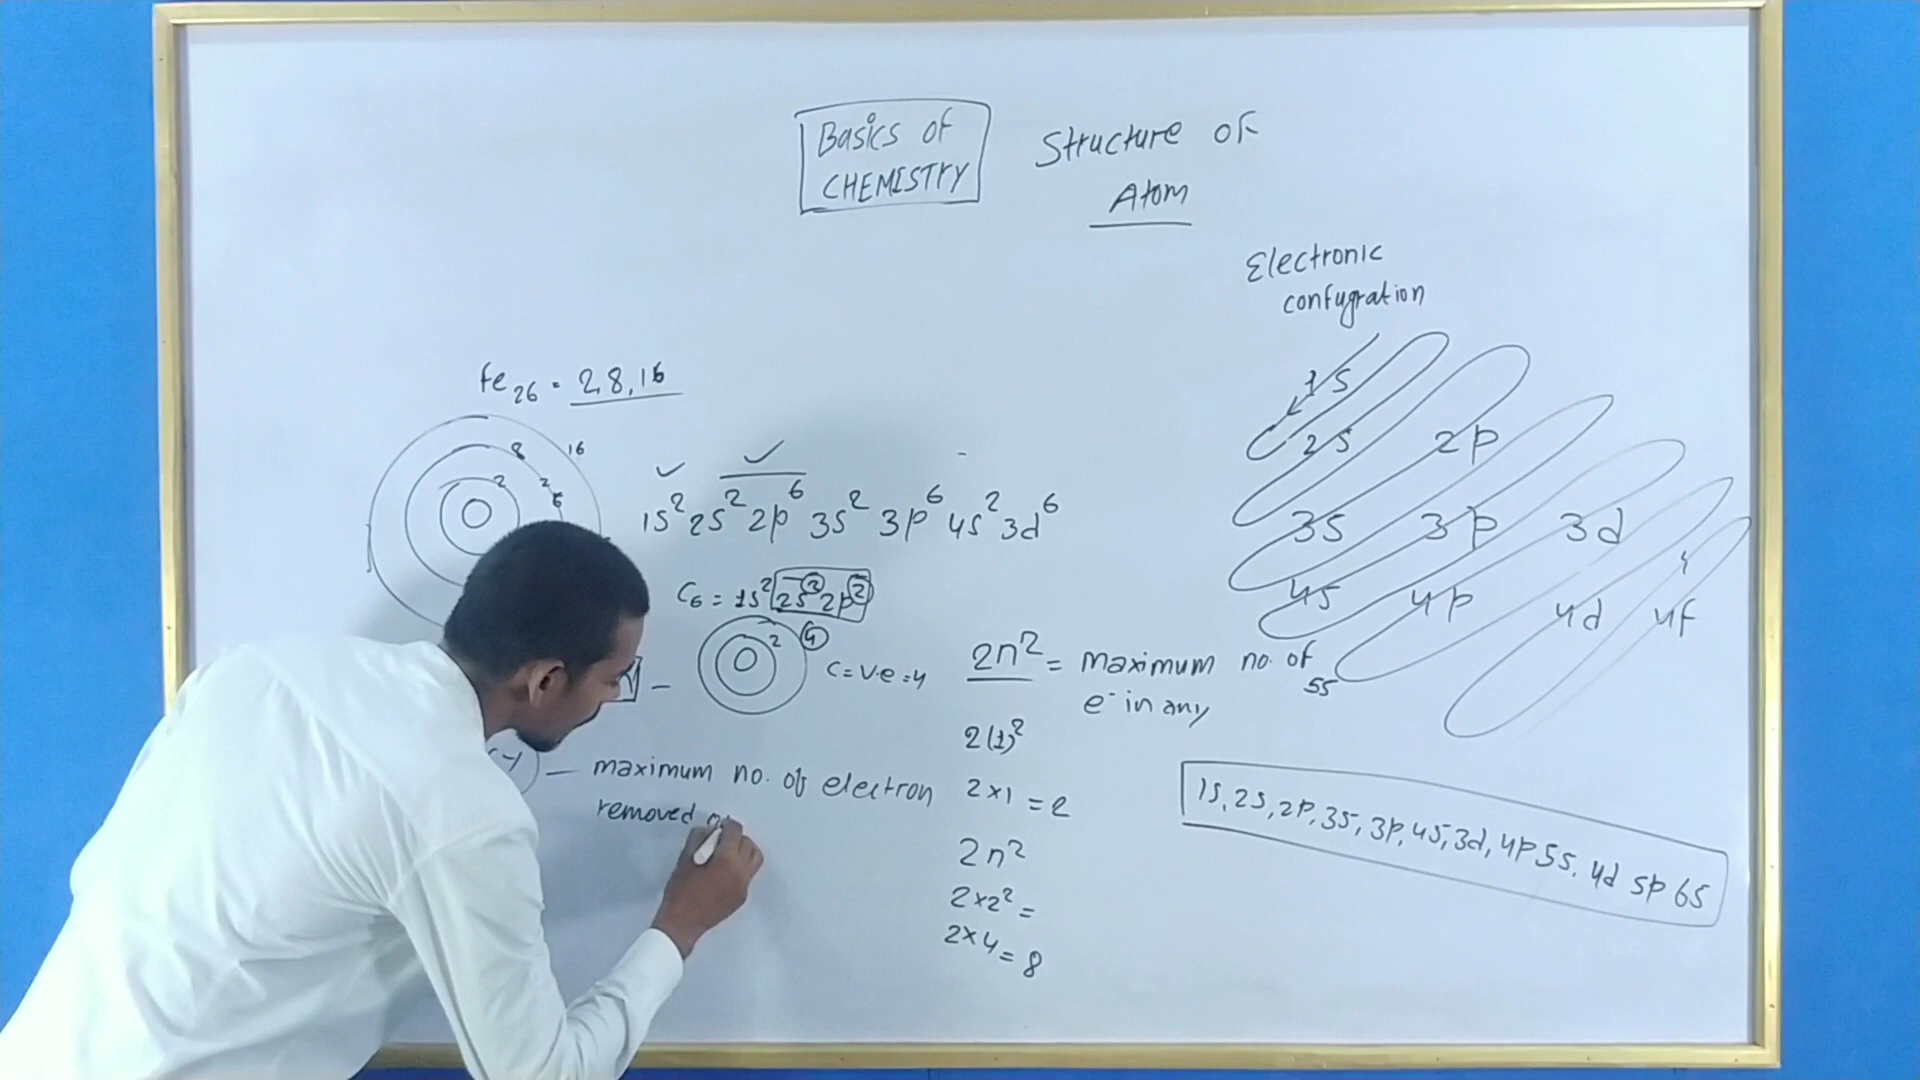 Basics of
CHEMISTRY
Structure of
Atom
Electronic
confugration
Fe26 = 2,8,16
2 8 16
2 6
1s² 2s² 2p⁶ 3s² 3p⁶ 4s² 3d⁶
C6 = 1s² 2s² 2p²
2 4
C = V.e = 4
1s
2s 2p
3s 3p 3d
4s 4p 4d 4f
5s
2n² = maximum no. of
e⁻ in any
2(1)²
2×1 = 2
2n²
2×2² =
2×4 = 8
maximum no. of electron
removed
1s, 2s, 2p, 3s, 3p, 4s, 3d, 4p 5s, 4d 5p 6s